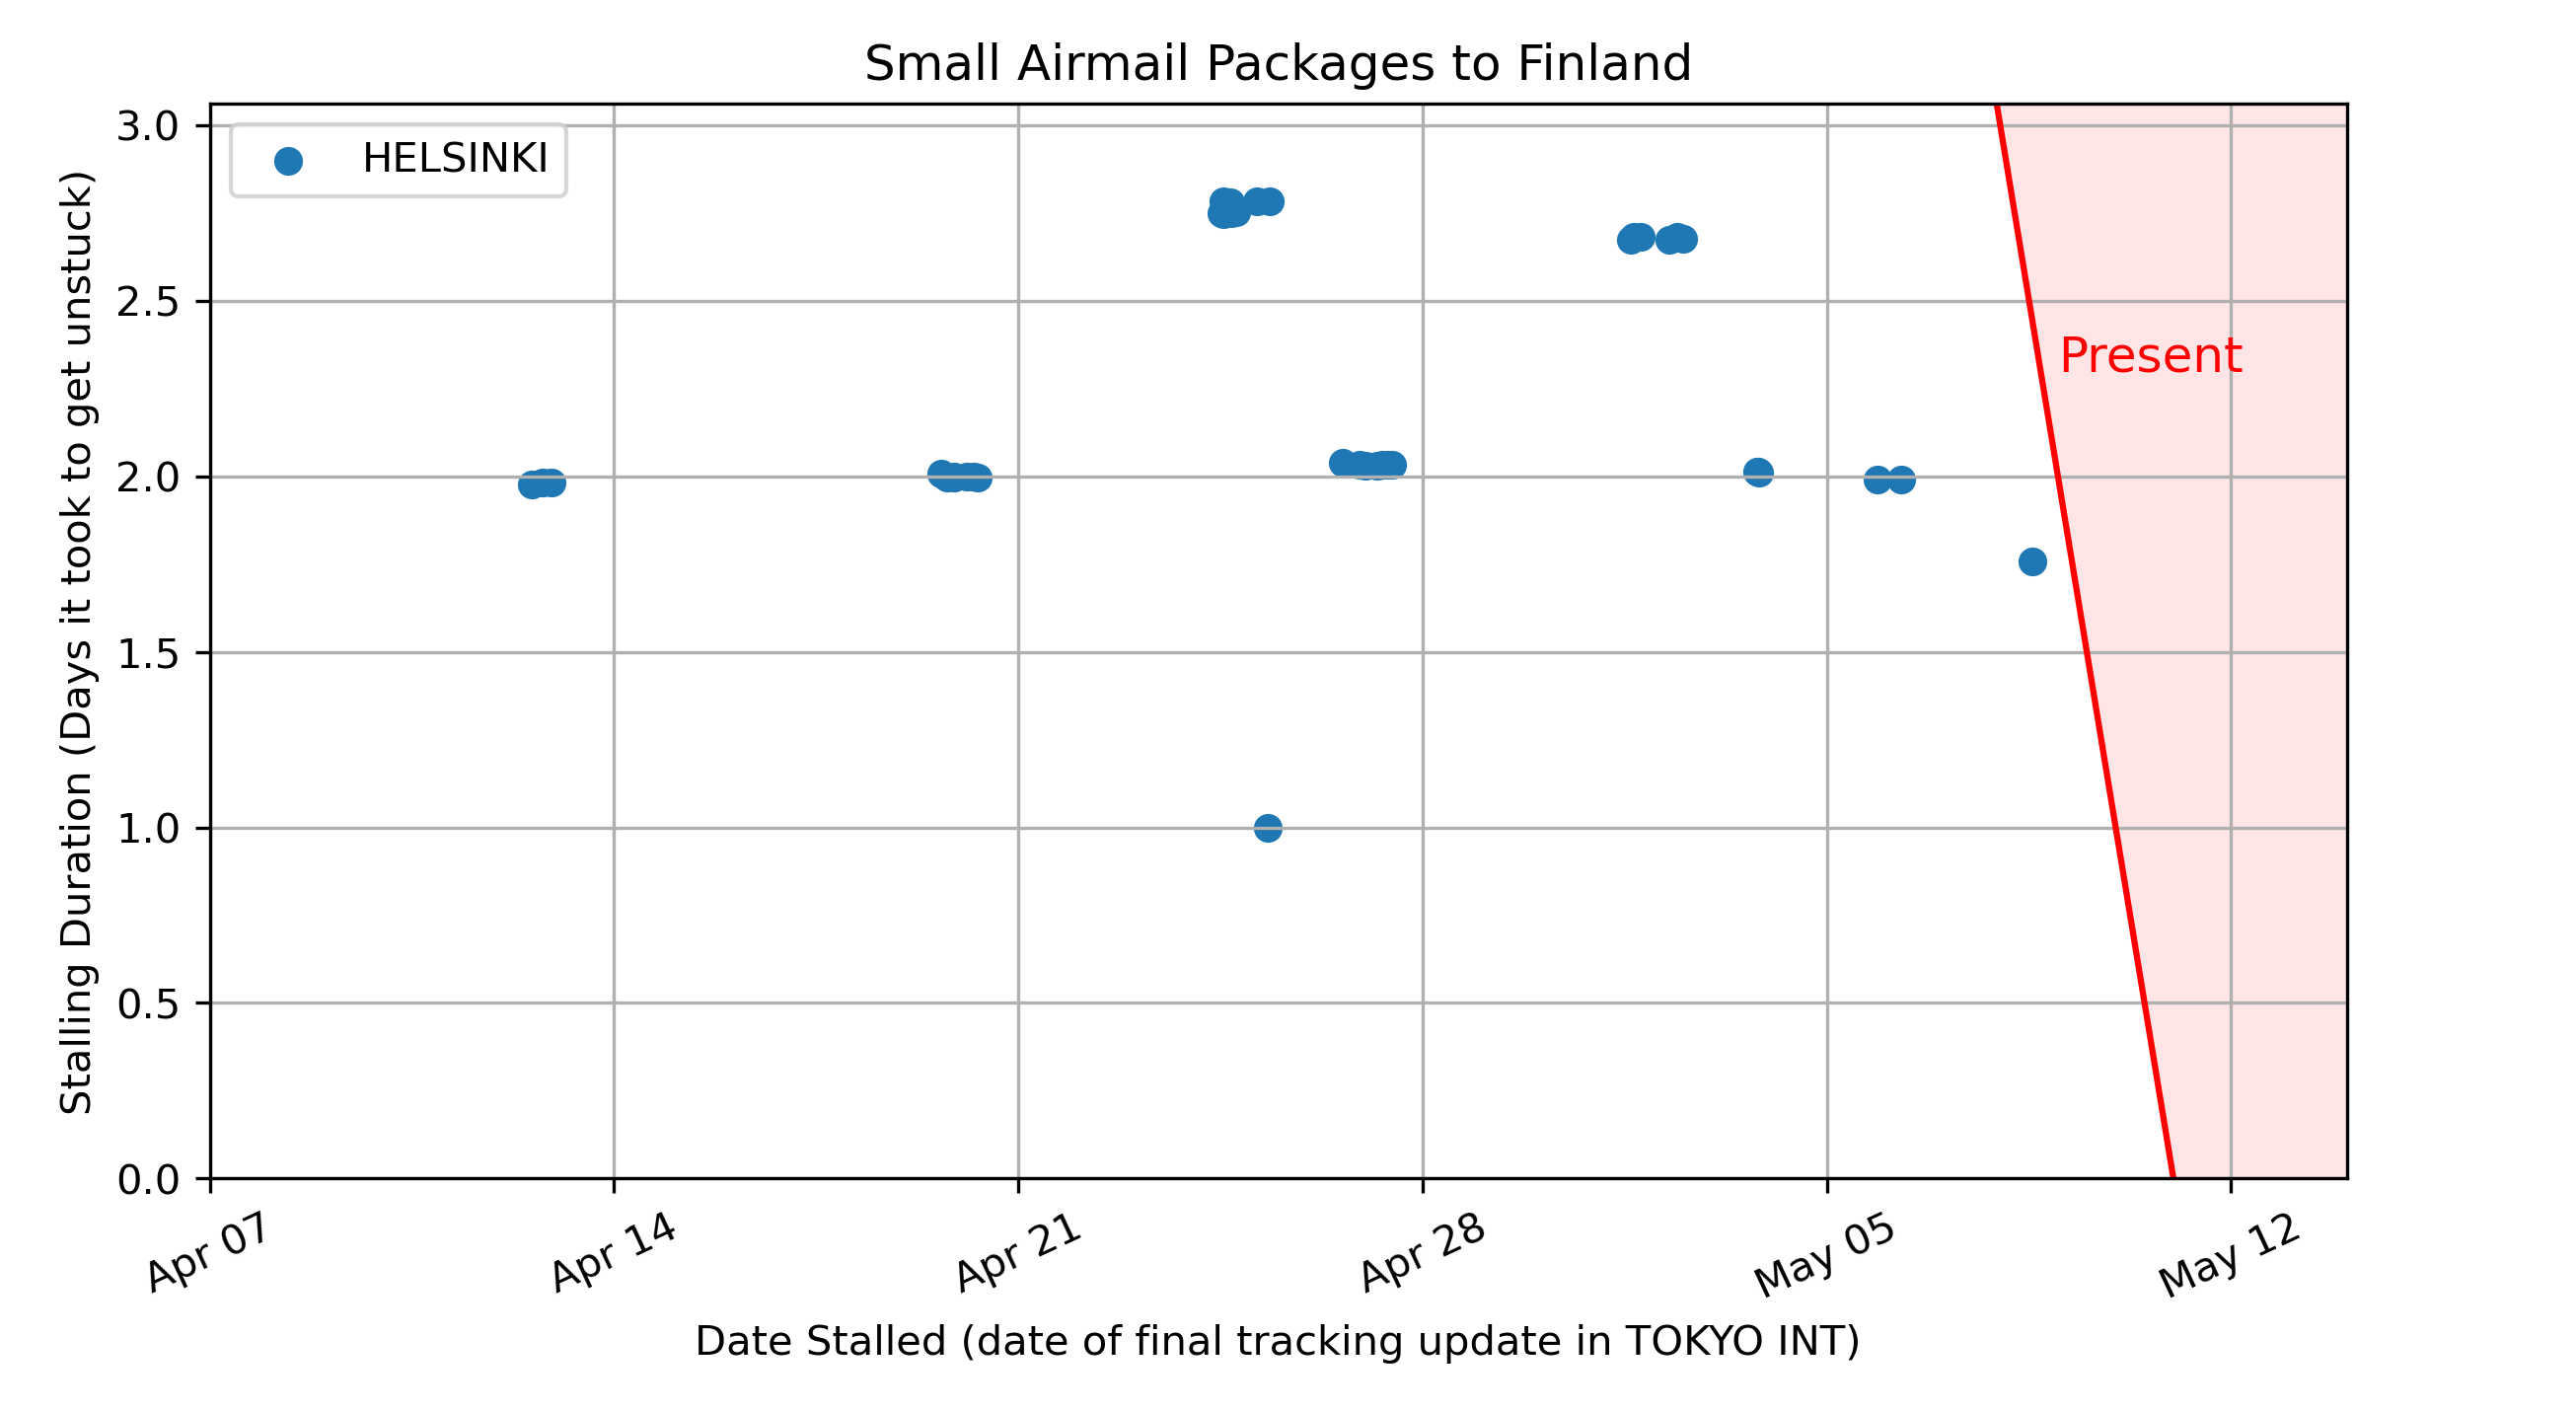 Small Airmail Packages to Finland
HELSINKI
Present
Stalling Duration (Days it took to get unstuck)
3.0
2.5
2.0
1.5
1.0
0.5
0.0
Apr 07 Apr 14 Apr 21 Apr 28 May 05 May 12
Date Stalled (date of final tracking update in TOKYO INT)